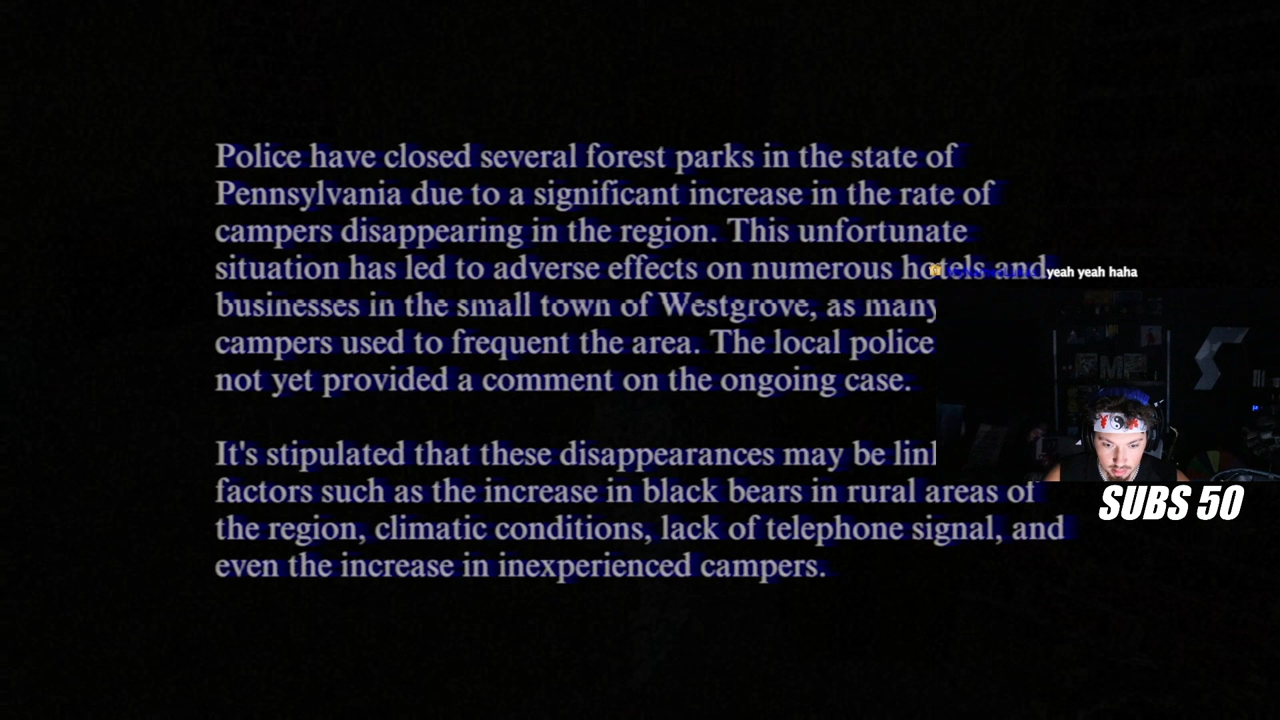 Police have closed several forest parks in the state of
Pennsylvania due to a significant increase in the rate of
campers disappearing in the region. This unfortunate
situation has led to adverse effects on numerous hotels and
businesses in the small town of Westgrove, as many
campers used to frequent the area. The local police
not yet provided a comment on the ongoing case.
It's stipulated that these disappearances may be
factors such as the increase in black bears in rural areas of
the region, climatic conditions, lack of telephone signal, and
even the increase in inexperienced campers.
yeah yeah haha
SUBS 50